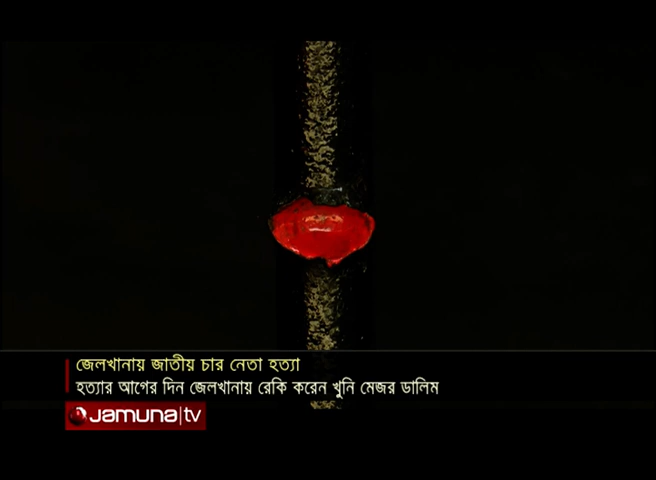 জেলখানায় জাতীয় চার নেতা হত্যা
হত্যার আগের দিন জেলখানায় রেকি করেন খুনি মেজর ডালিম
Jamuna|tv